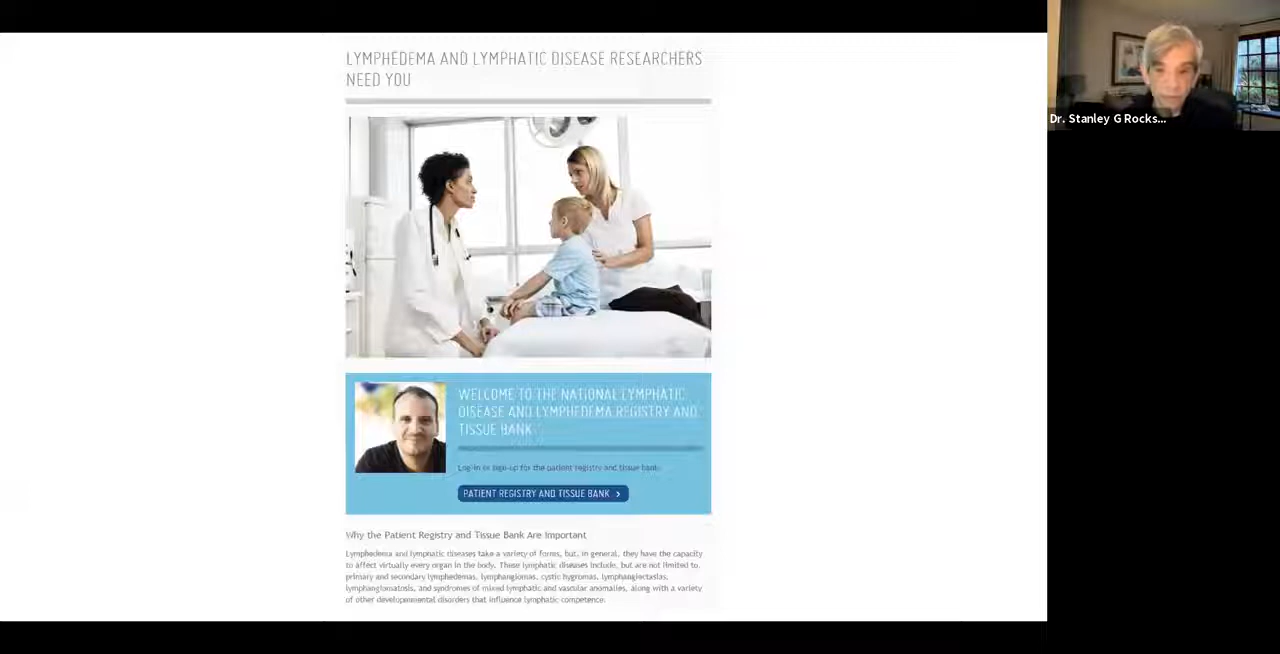 LYMPHEDEMA AND LYMPHATIC DISEASE RESEARCHERS
NEED YOU
Dr. Stanley G Rocks...
WELCOME TO THE NATIONAL LYMPHATIC
DISEASE AND LYMPHEDEMA REGISTRY AND
TISSUE BANK
Log-in or sign-up for the patient registry and tissue bank.
PATIENT REGISTRY AND TISSUE BANK >
Why the Patient Registry and Tissue Bank Are Important
Lymphedema and lymphatic diseases take a variety of forms, but, in general, they have the capacity
to affect virtually every organ in the body. These lymphatic diseases include, but are not limited to,
primary and secondary lymphedemas, lymphangiomas, cystic hygromas, lymphangiectasias,
lymphangiomatosis, and syndromes of mixed lymphatic and vascular anomalies, along with a variety
of other developmental disorders that influence lymphatic competence.